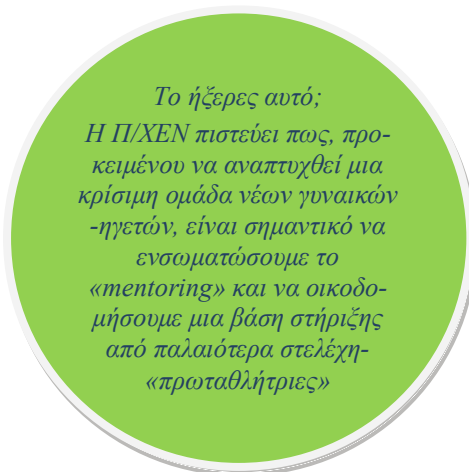 Το ήξερες αυτό;
Η Π/ΧΕΝ πιστεύει πως, προ-
κειμένου να αναπτυχθεί μια
κρίσιμη ομάδα νέων γυναικών
-ηγετών, είναι σημαντικό να
ενσωματώσουμε το
«mentoring» και να οικοδο-
μήσουμε μια βάση στήριξης
από παλαιότερα στελέχη-
«πρωταθλήτριες»